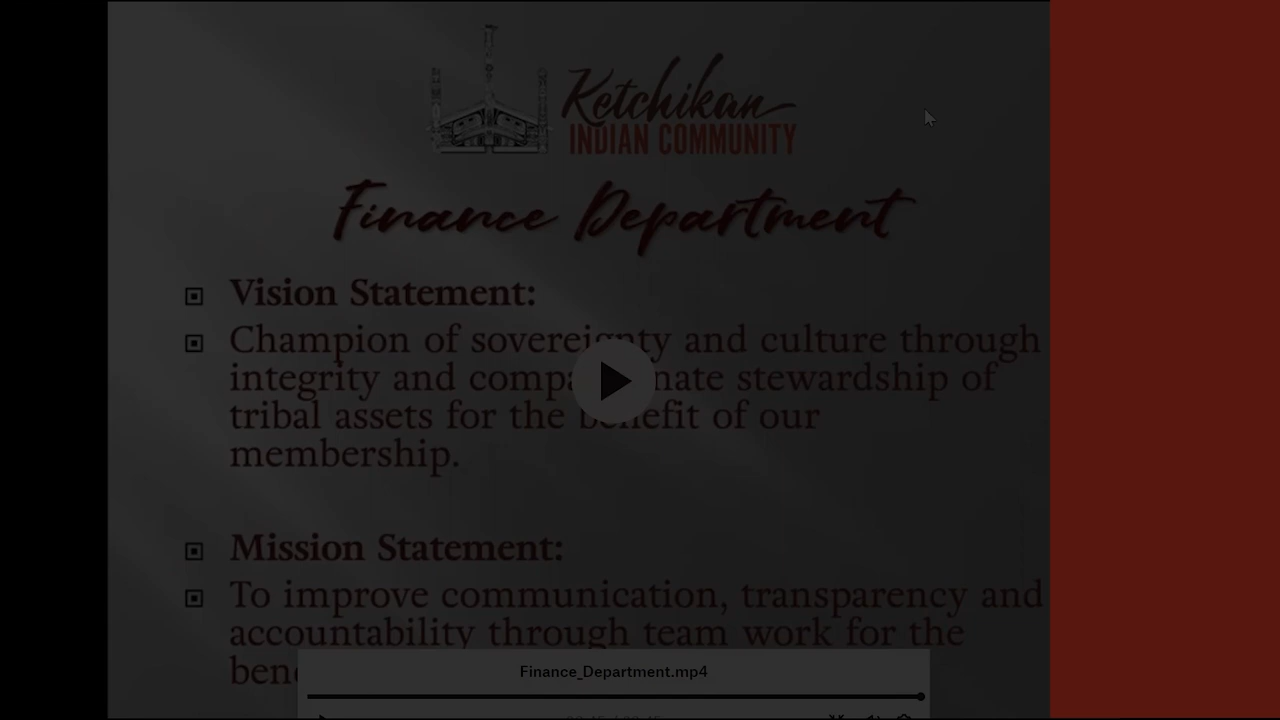 Ketchikan
INDIAN COMMUNITY
Finance Department
Vision Statement:
Champion of sovereignty and culture through
integrity and stewardship of
tribal assets for the benefit of our
membership.
Mission Statement:
To improve communication, transparency and
accountability through team work for the
Finance_Department.mp4